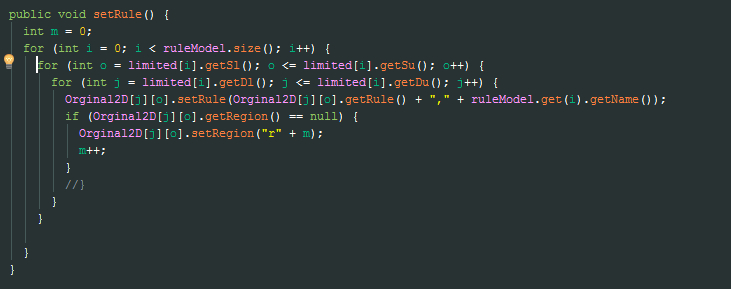 public void setRule() {
int m = 0;
for (int i = 0; i < ruleModel.size(); i++) {
for (int o = limited[i].getSl(); o <= limited[i].getSu(); o++) {
for (int j = limited[i].getDl(); j <= limited[i].getDu(); j++) {
Orginal2D[j][o].setRule(Orginal2D[j][o].getRule() + "," + ruleModel.get(i).getName());
if (Orginal2D[j][o].getRegion() == null) {
Orginal2D[j][o].setRegion("r" + m);
m++;
}
//}
}
}
}
}